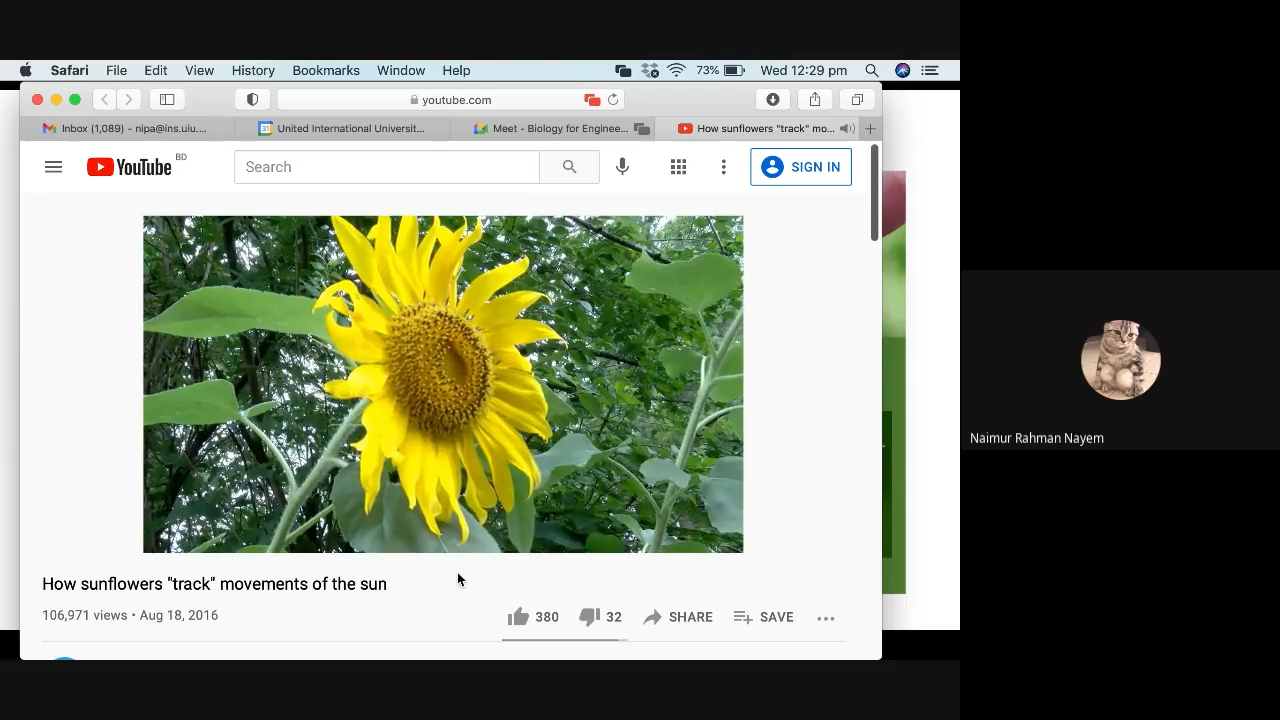 Safari File Edit View History Bookmarks Window Help 73% Wed 12:29 pm
youtube.com
Inbox (1,089) - nipa@ins.uiu.... United International Universit... Meet - Biology for Enginee... How sunflowers "track" mo...
YouTube BD Search SIGN IN
Naimur Rahman Nayem
How sunflowers "track" movements of the sun
106,971 views • Aug 18, 2016 380 32 SHARE SAVE